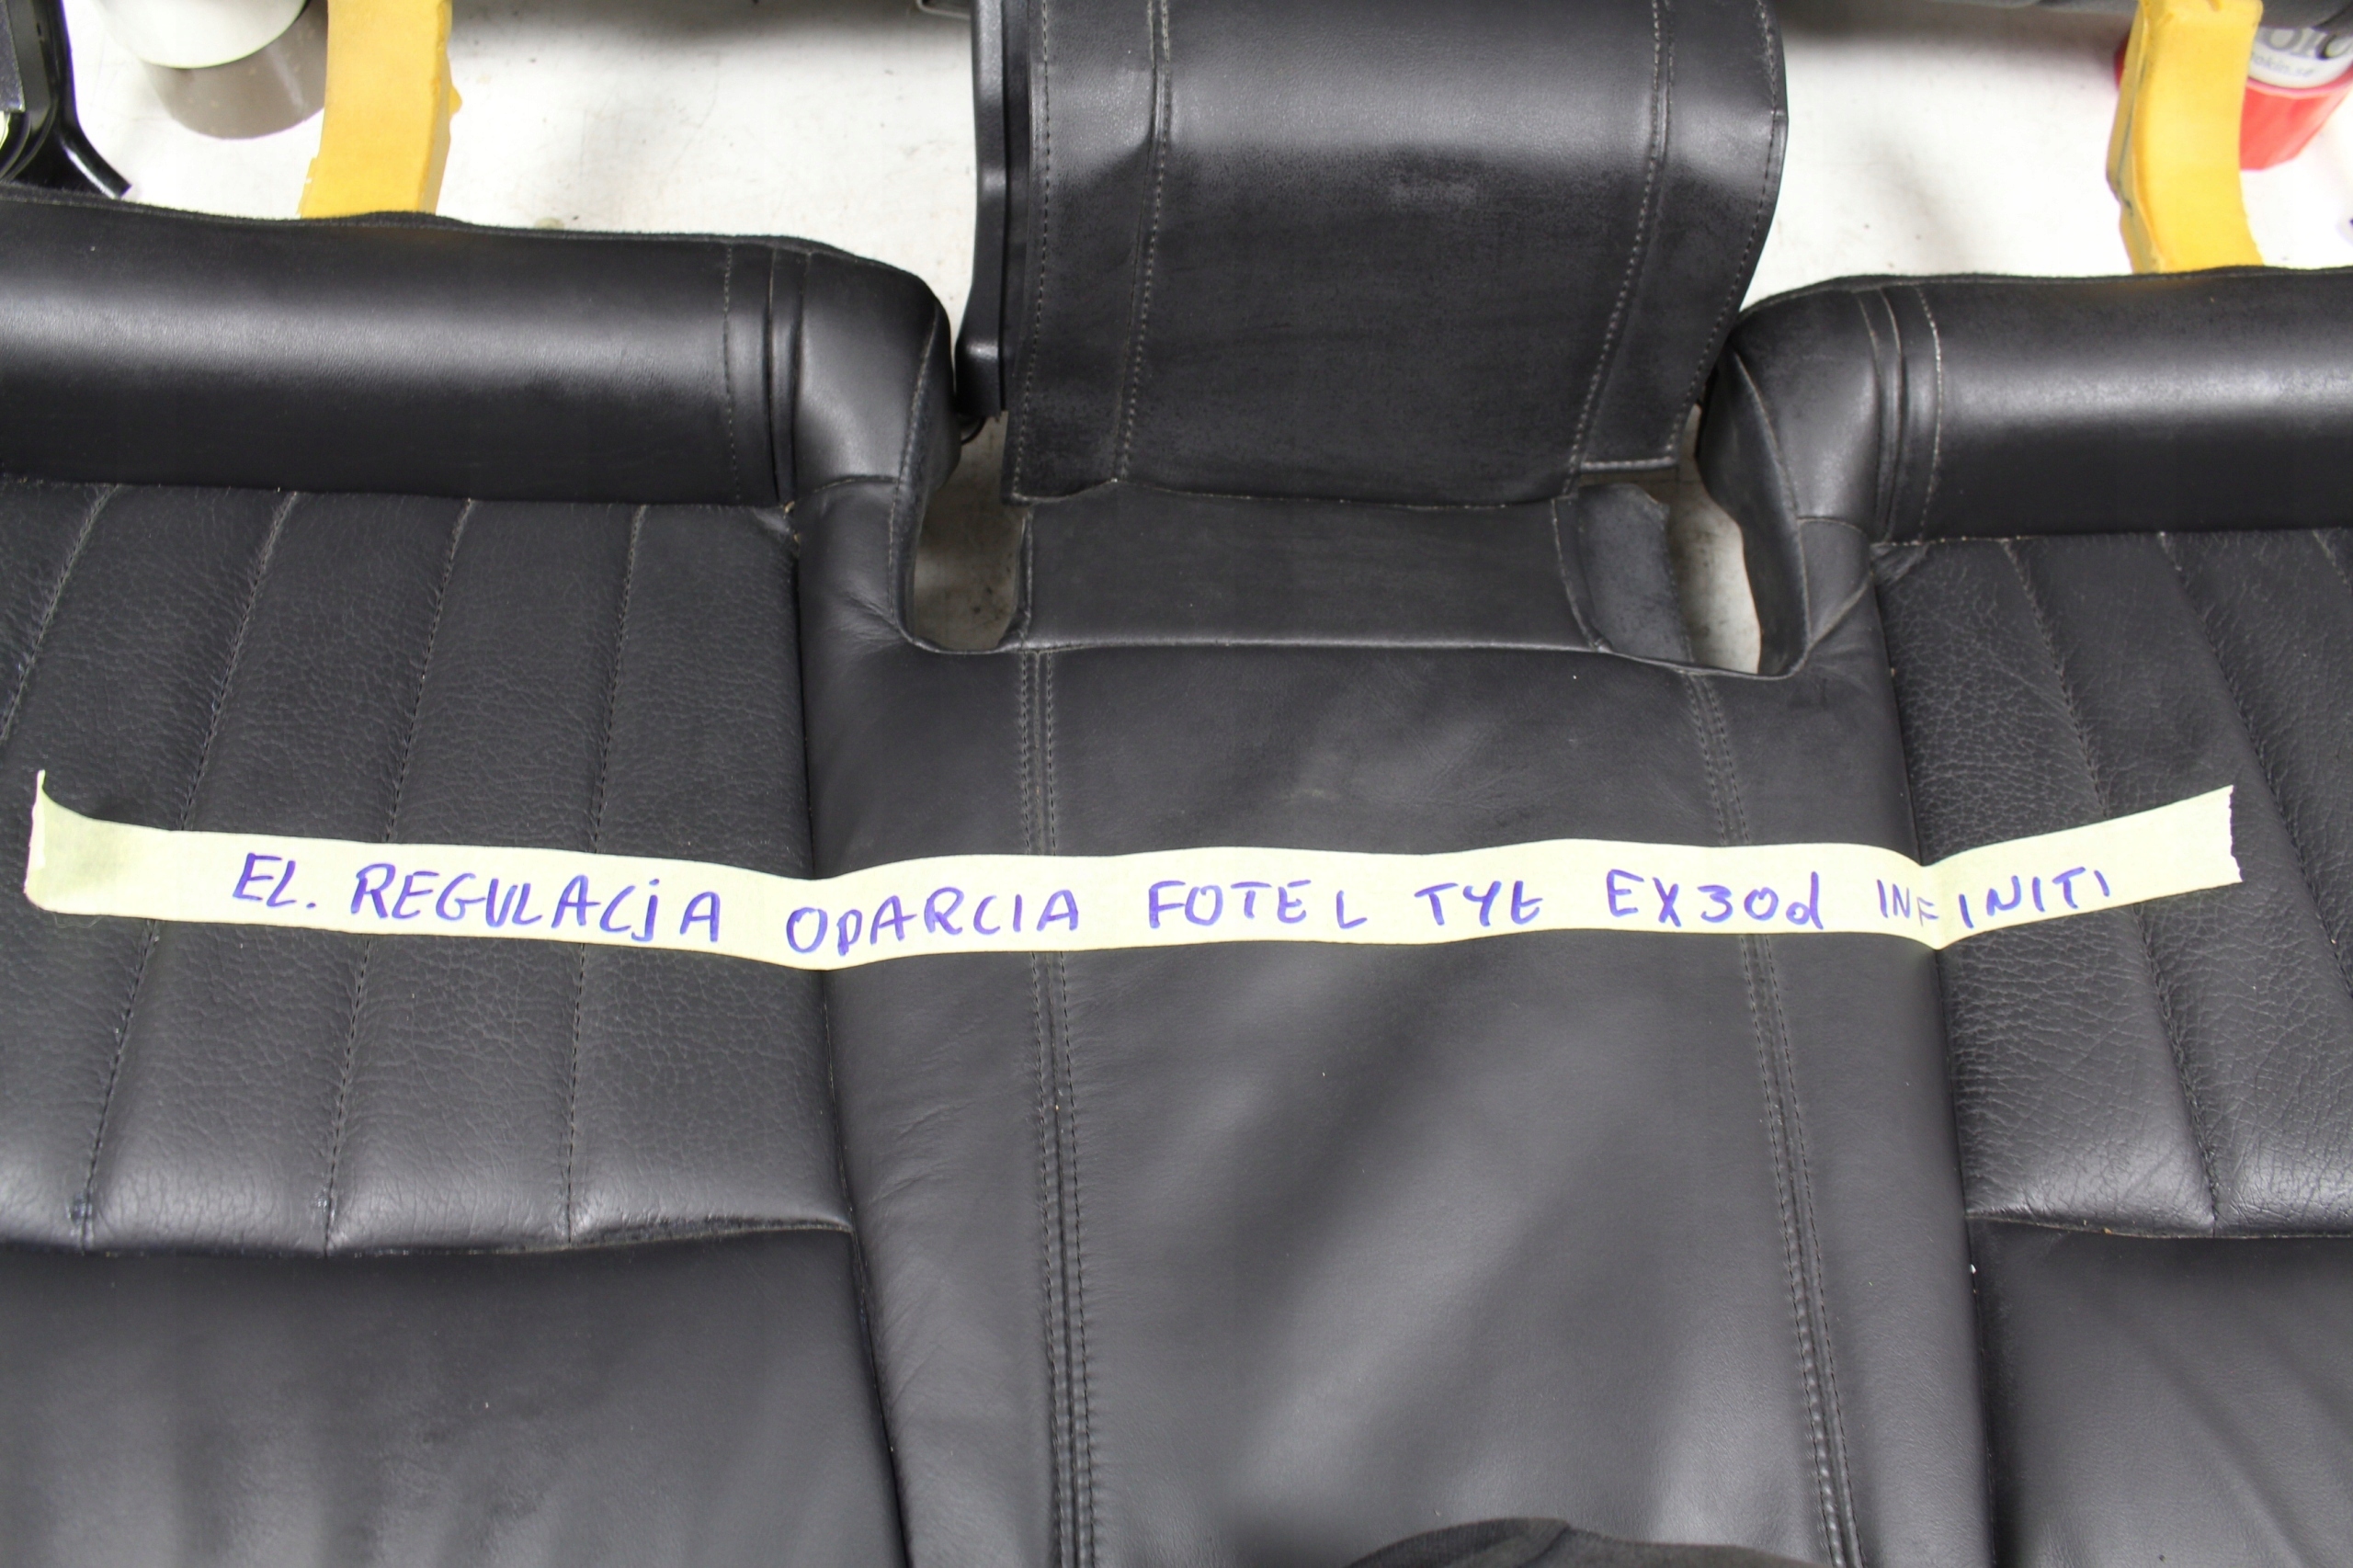 EL. REGULACjA OPARCIA FOTEL TYŁ EX30d INFINITI